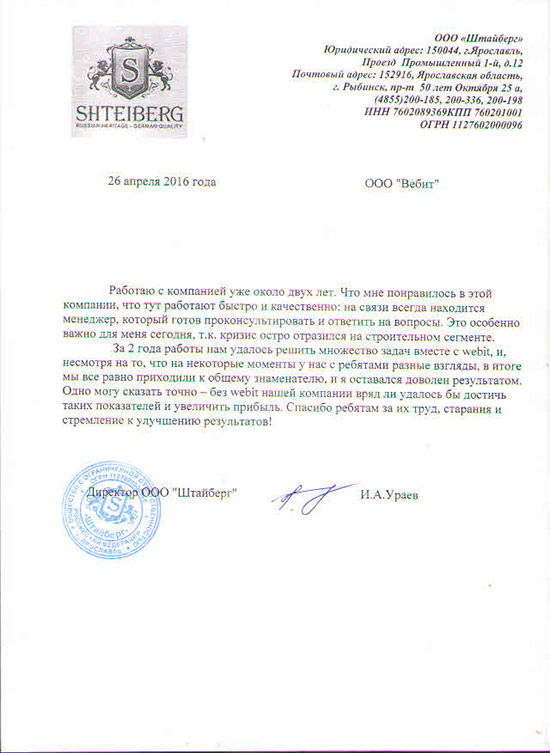 S
SHTEIBERG
RUSSIAN HERITAGE - GERMAN QUALITY
ООО «Штайберг»
Юридический адрес: 150044, г.Ярославль,
Проезд Промышленный 1-й, д.12
Почтовый адрес: 152916, Ярославская область,
г. Рыбинск, пр-т 50 лет Октября 25 а,
(4855)200-185, 200-336, 200-198
ИНН 7602089369КПП 760201001
ОГРН 1127602000096
26 апреля 2016 года
ООО "Вебит"
Работаю с компанией уже около двух лет. Что мне понравилось в этой
компании, что тут работают быстро и качественно: на связи всегда находится
менеджер, который готов проконсультировать и ответить на вопросы. Это особенно
важно для меня сегодня, т.к. кризис остро отразился на строительном сегменте.
За 2 года работы нам удалось решить множество задач вместе с webit, и,
несмотря на то, что на некоторые моменты у нас с ребятами разные взгляды, в итоге
мы все равно приходили к общему знаменателю, и я оставался доволен результатом.
Одно могу сказать точно – без webit нашей компании вряд ли удалось бы достичь
таких показателей и увеличить прибыль. Спасибо ребятам за их труд, старания и
стремление к улучшению результатов!
Директор ООО "Штайберг"
И.А.Ураев
ОБЩЕСТВО С ОГРАНИЧЕННОЙ ОТВЕТСТВЕННОСТЬЮ
"Штайберг"
РОССИЙСКАЯ ФЕДЕРАЦИЯ
г. ЯРОСЛАВЛЬ